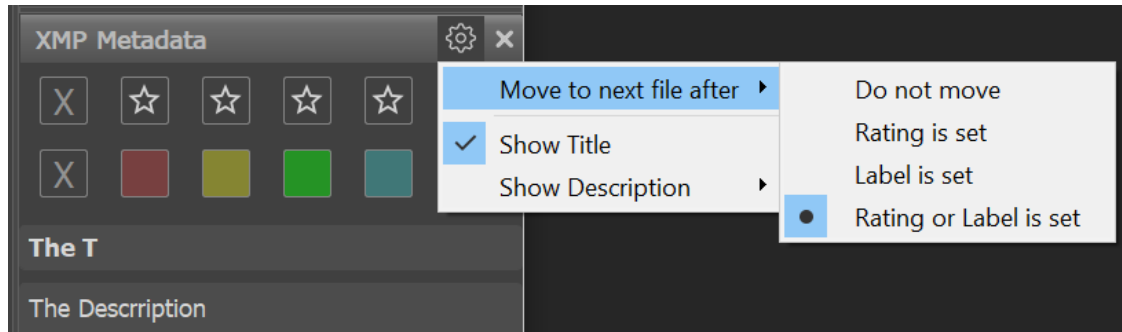 XMP Metadata
X
X
Move to next file after
Show Title
Show Description
Do not move
Rating is set
Label is set
Rating or Label is set
The T
The Descrription